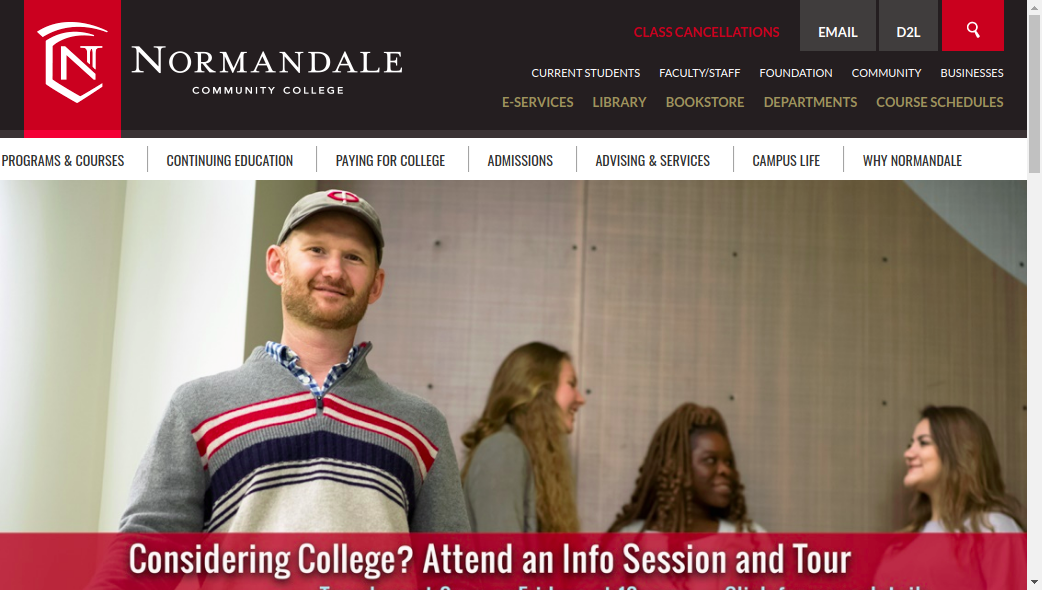 CLASS CANCELLATIONS EMAIL D2L
NORMANDALE
COMMUNITY COLLEGE
CURRENT STUDENTS FACULTY/STAFF FOUNDATION COMMUNITY BUSINESSES
E-SERVICES LIBRARY BOOKSTORE DEPARTMENTS COURSE SCHEDULES
PROGRAMS & COURSES CONTINUING EDUCATION PAYING FOR COLLEGE ADMISSIONS ADVISING & SERVICES CAMPUS LIFE WHY NORMANDALE
Considering College? Attend an Info Session and Tour